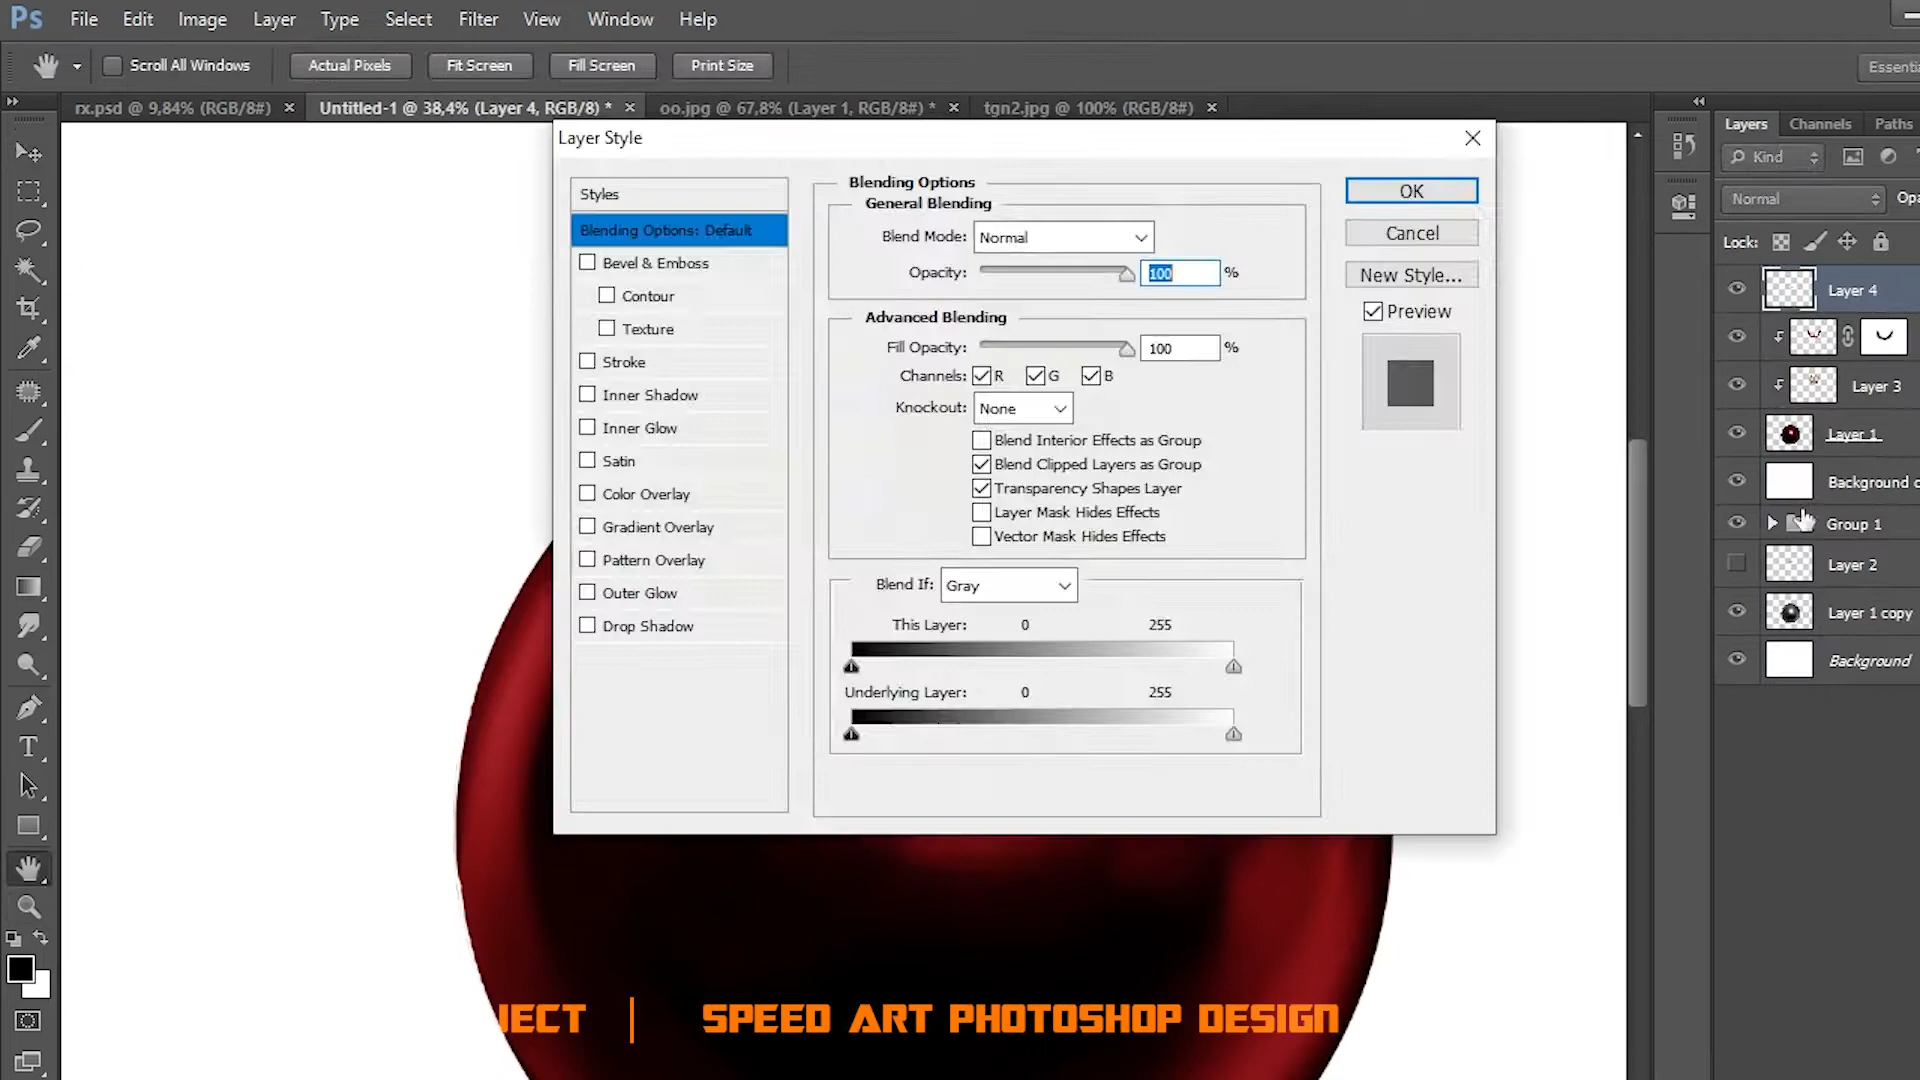 Ps File Edit Image Layer Type Select Filter View Window Help
Scroll All Windows Actual Pixels Fit Screen Fill Screen Print Size
rx.psd @ 9,84% (RGB/8#) × Untitled-1 @ 38,4% (Layer 4, RGB/8) * × oo.jpg @ 67,8% (Layer 1, RGB/8#) * × tgn2.jpg @ 100% (RGB/8#) ×
Layer Style
Styles
Blending Options: Default
Bevel & Emboss
Contour
Texture
Stroke
Inner Shadow
Inner Glow
Satin
Color Overlay
Gradient Overlay
Pattern Overlay
Outer Glow
Drop Shadow
Blending Options
General Blending
Blend Mode: Normal
Opacity: 100 %
Advanced Blending
Fill Opacity: 100 %
Channels: R G B
Knockout: None
Blend Interior Effects as Group
Blend Clipped Layers as Group
Transparency Shapes Layer
Layer Mask Hides Effects
Vector Mask Hides Effects
Blend If: Gray
This Layer: 0 255
Underlying Layer: 0 255
OK
Cancel
New Style...
Preview
Layers Channels Paths
Kind
Normal
Lock:
Layer 4
Layer 3
Layer 1
Background c
Group 1
Layer 2
Layer 1 copy
Background
JECT | SPEED ART PHOTOSHOP DESIGN